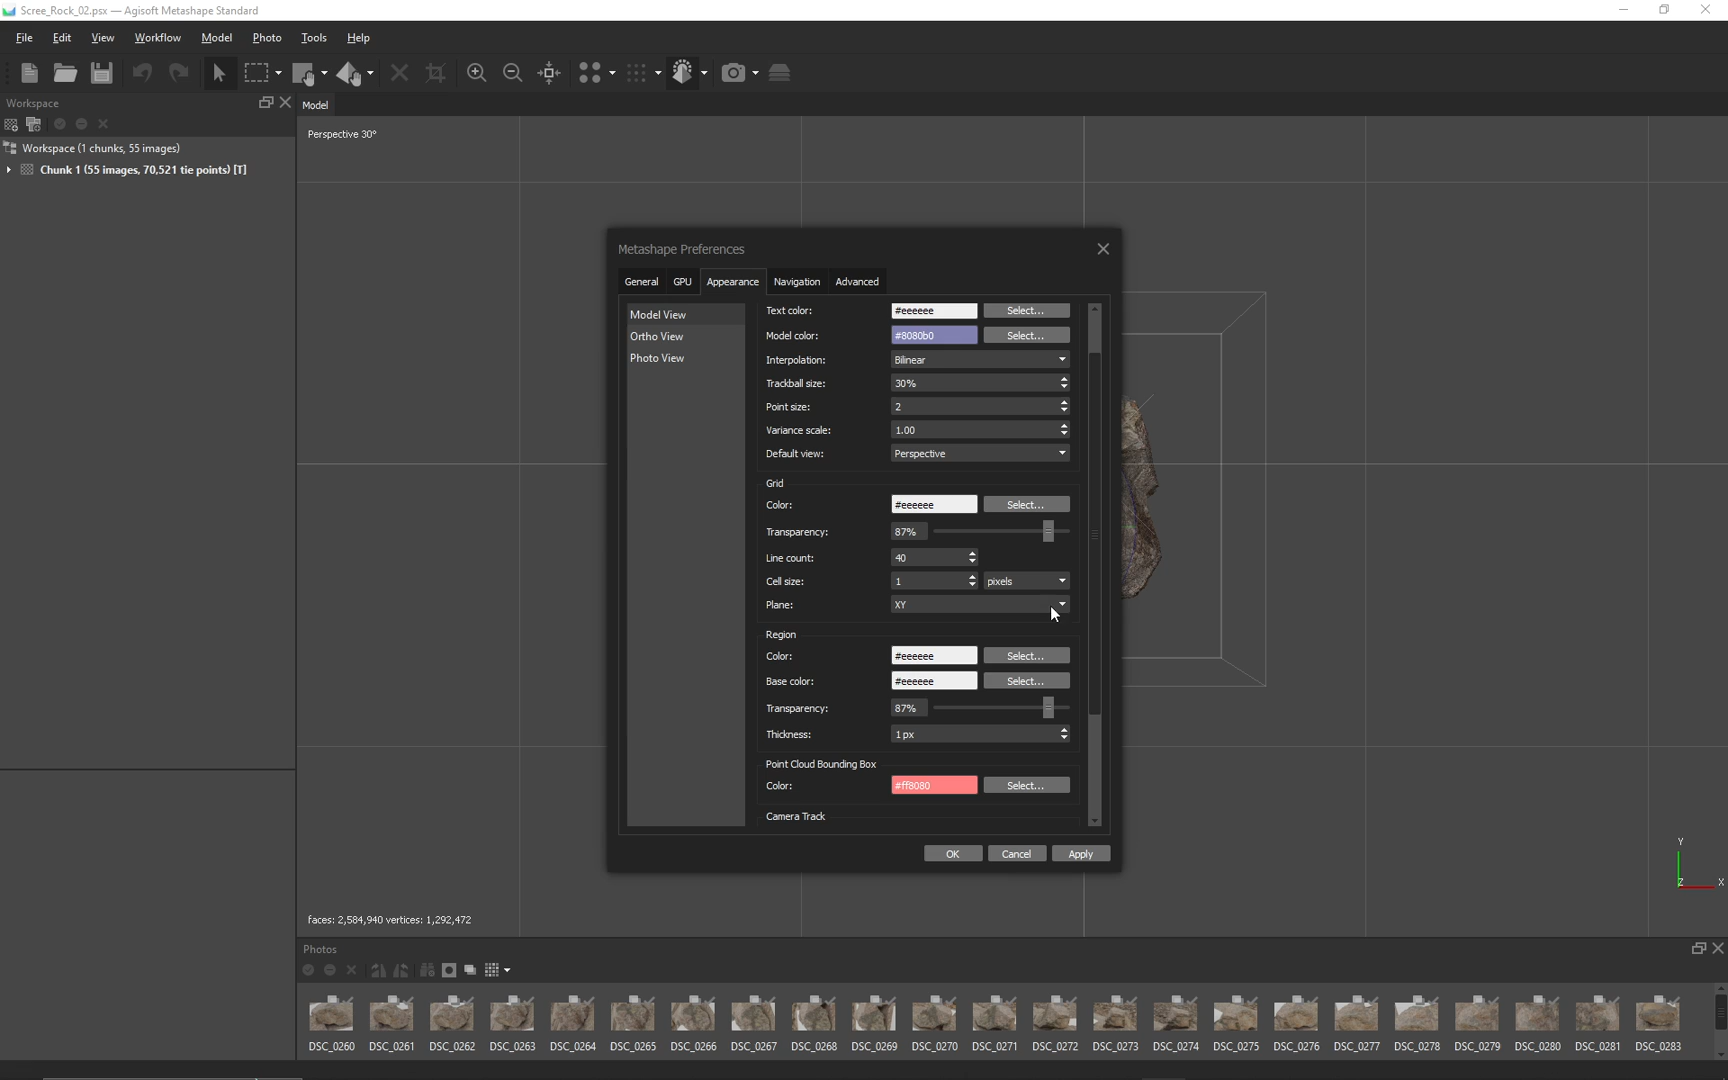 Scree_Rock_02.psx — Agisoft Metashape Standard
File Edit View Workflow Model Photo Tools Help
Workspace
Model
Workspace (1 chunks, 55 images)
Chunk 1 (55 images, 70,521 tie points) [T]
Perspective 30°
Metashape Preferences
General GPU Appearance Navigation Advanced
Model View
Ortho View
Photo View
Text color: #eeeeee Select...
Model color: #8080b0 Select...
Interpolation: Bilinear
Trackball size: 30%
Point size: 2
Variance scale: 1.00
Default view: Perspective
Grid
Color: #eeeeee Select...
Transparency: 87%
Line count: 40
Cell size: 1 pixels
Plane: XY
Region
Color: #eeeeee Select...
Base color: #eeeeee Select...
Transparency: 87%
Thickness: 1 px
Point Cloud Bounding Box
Color: #ff8080 Select...
Camera Track
OK Cancel Apply
Y
Z X
faces: 2,584,940 vertices: 1,292,472
Photos
DSC_0260 DSC_0261 DSC_0262 DSC_0263 DSC_0264 DSC_0265 DSC_0266 DSC_0267 DSC_0268 DSC_0269 DSC_0270 DSC_0271 DSC_0272 DSC_0273 DSC_0274 DSC_0275 DSC_0276 DSC_0277 DSC_0278 DSC_0279 DSC_0280 DSC_0281 DSC_0283